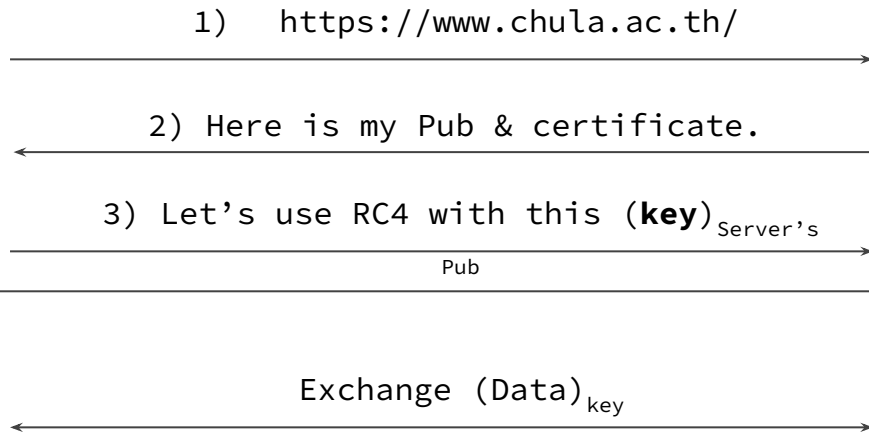 1) https://www.chula.ac.th/
2) Here is my Pub & certificate.
3) Let’s use RC4 with this (key)Server’s
Pub
Exchange (Data)key